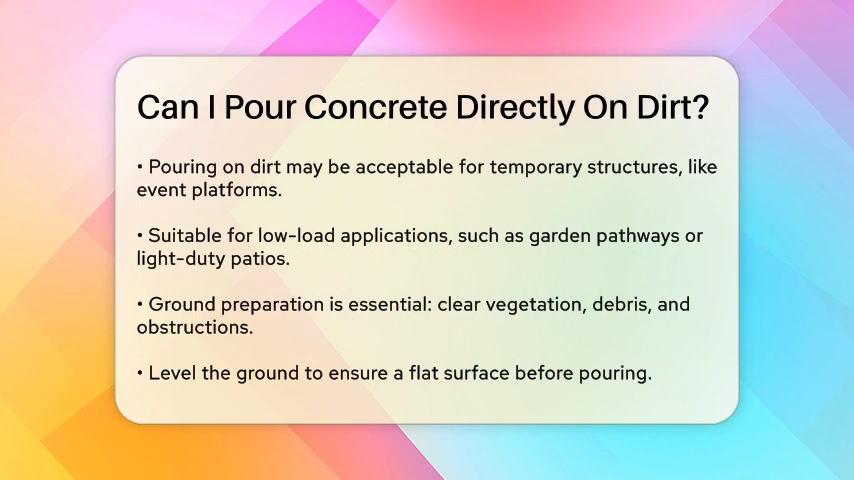 Can I Pour Concrete Directly On Dirt?
• Pouring on dirt may be acceptable for temporary structures, like
event platforms.
• Suitable for low-load applications, such as garden pathways or
light-duty patios.
• Ground preparation is essential: clear vegetation, debris, and
obstructions.
• Level the ground to ensure a flat surface before pouring.